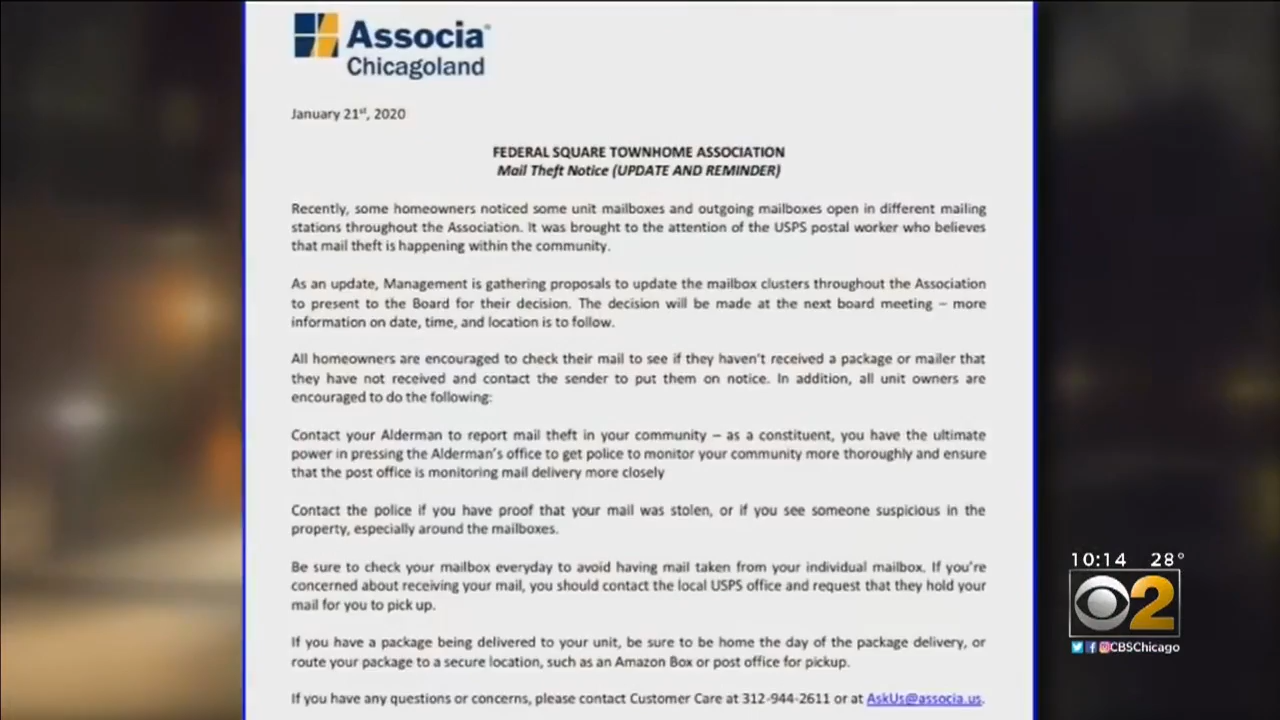 Associa
Chicagoland
January 21st, 2020
FEDERAL SQUARE TOWNHOME ASSOCIATION
Mail Theft Notice (UPDATE AND REMINDER)
Recently, some homeowners noticed some unit mailboxes and outgoing mailboxes open in different mailing
stations throughout the Association. It was brought to the attention of the USPS postal worker who believes
that mail theft is happening within the community.
As an update, Management is gathering proposals to update the mailbox clusters throughout the Association
to present to the Board for their decision. The decision will be made at the next board meeting – more
information on date, time, and location is to follow.
All homeowners are encouraged to check their mail to see if they haven't received a package or mailer that
they have not received and contact the sender to put them on notice. In addition, all unit owners are
encouraged to do the following:
Contact your Alderman to report mail theft in your community – as a constituent, you have the ultimate
power in pressing the Alderman's office to get police to monitor your community more thoroughly and ensure
that the post office is monitoring mail delivery more closely
Contact the police if you have proof that your mail was stolen, or if you see someone suspicious in the
property, especially around the mailboxes.
Be sure to check your mailbox everyday to avoid having mail taken from your individual mailbox. If you're
concerned about receiving your mail, you should contact the local USPS office and request that they hold your
mail for you to pick up.
If you have a package being delivered to your unit, be sure to be home the day of the package delivery, or
route your package to a secure location, such as an Amazon Box or post office for pickup.
If you have any questions or concerns, please contact Customer Care at 312-944-2611 or at AskUs@associa.us.
10:14 28°
2
@CBSChicago